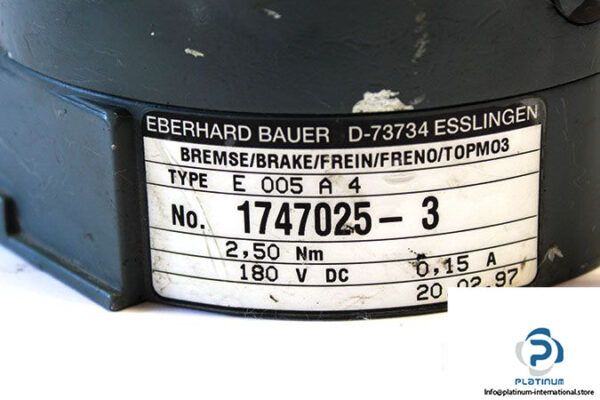 EBERHARD BAUER D-73734 ESSLINGEN
BREMSE/BRAKE/FREIN/FRENO/TOPMO3
TYPE E 005 A 4
No. 1747025-3
2,50 Nm
180 V DC 0,15 A
20 02.97
PLATINUM
info@platinum-international.store